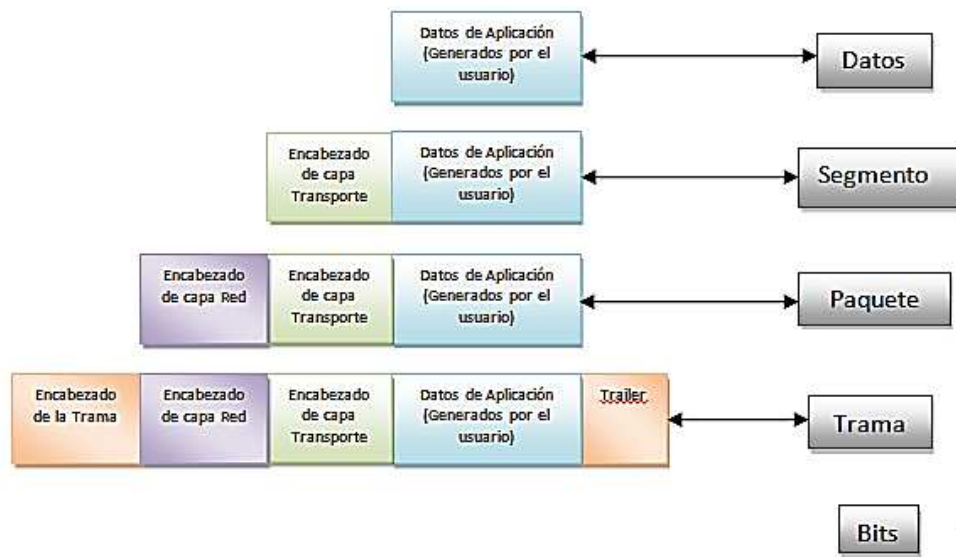 Datos de Aplicación
(Generados por el
usuario)
Datos
Encabezado
de capa
Transporte
Datos de Aplicación
(Generados por el
usuario)
Segmento
Encabezado
de capa Red
Encabezado
de capa
Transporte
Datos de Aplicación
(Generados por el
usuario)
Paquete
Encabezado
de la Trama
Encabezado
de capa Red
Encabezado
de capa
Transporte
Datos de Aplicación
(Generados por el
usuario)
Trailer
Trama
Bits